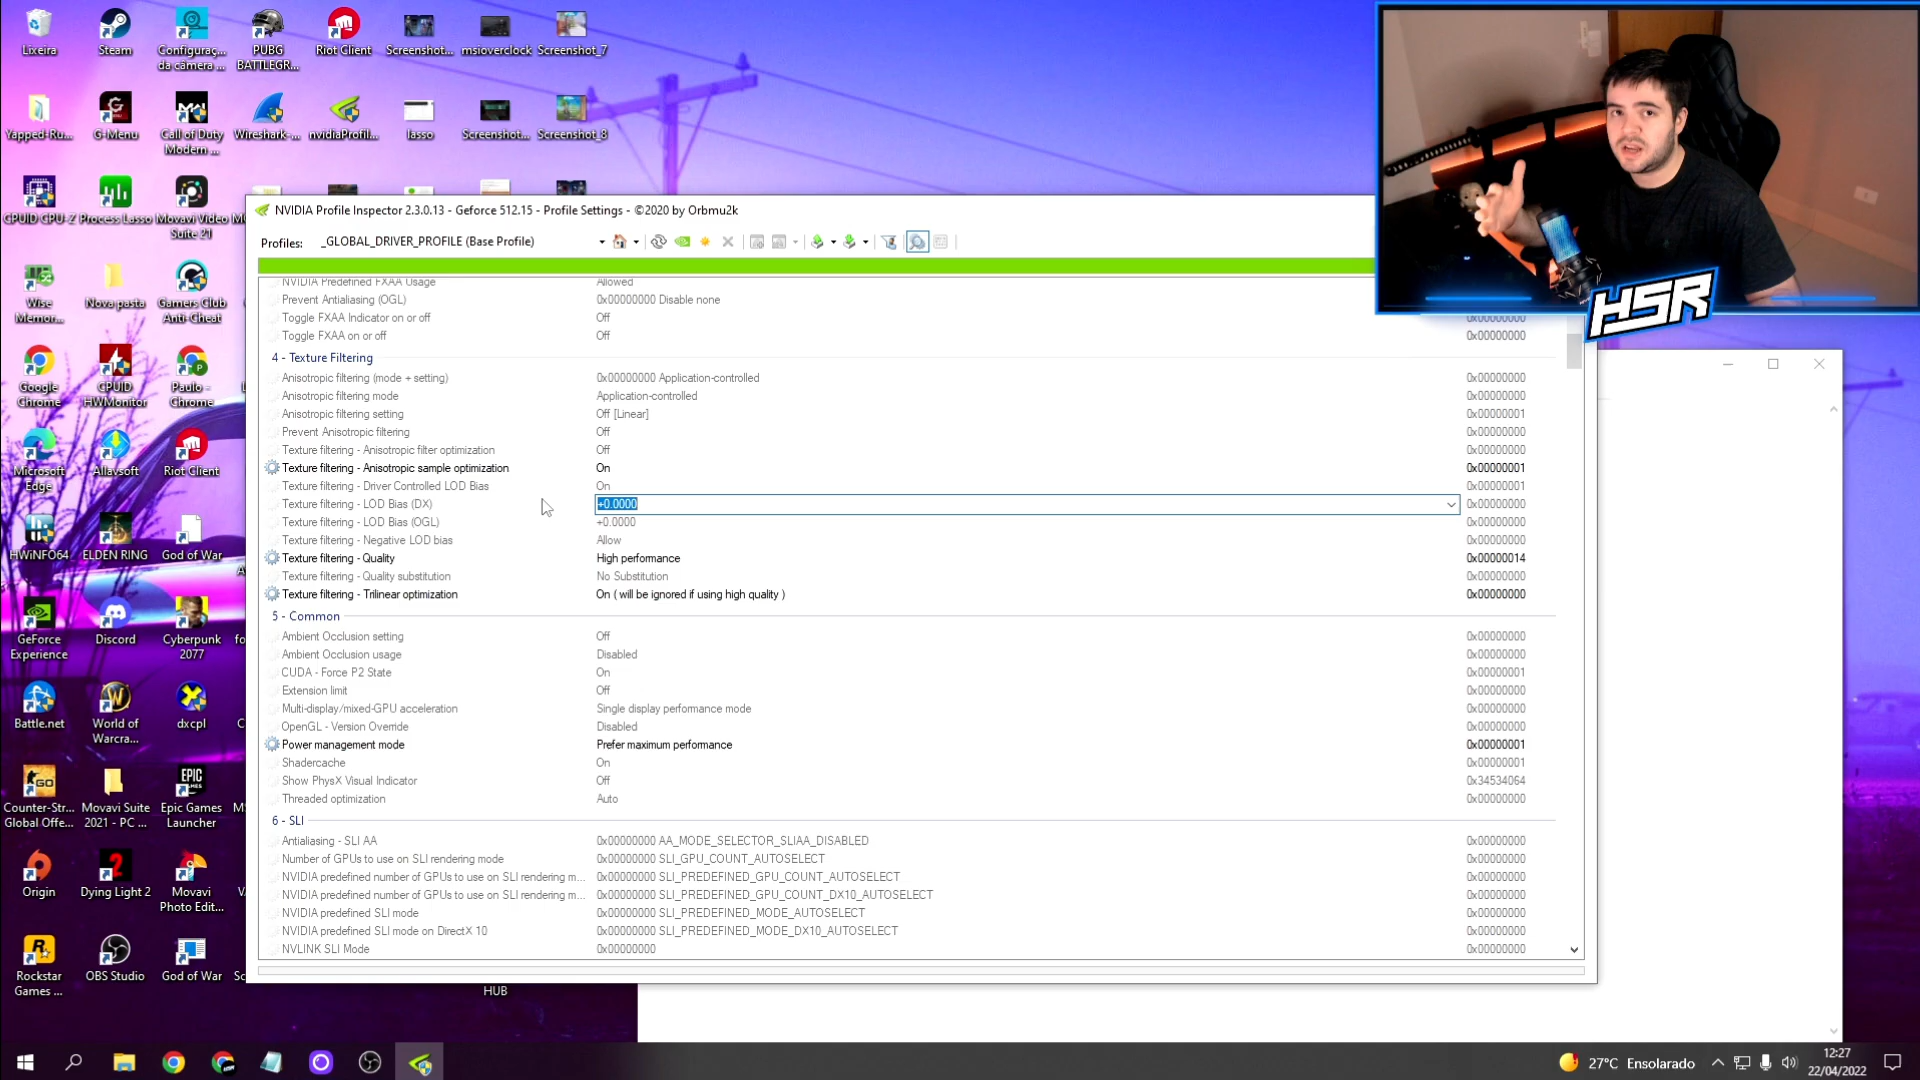 Lixeira
Steam
Configuraç...
da câmera ...
PUBG
BATTLEGR...
Riot Client
Screenshot...
msioverclock
Screenshot_7
Yapped-Ru...
G-Menu
Call of Duty
Modern ...
Wireshark-...
nvidiaProfil...
lasso
Screenshot...
Screenshot_8
CPUID CPU-Z
Process Lasso
Movavi Video
Suite 21
Wise
Memor...
Nova pasta
Gamers Club
Anti-Cheat
Google
Chrome
CPUID
HWMonitor
Paulo -
Chrome
Microsoft
Edge
Allavsoft
Riot Client
HWiNFO64
ELDEN RING
God of War
GeForce
Experience
Discord
Cyberpunk
2077
Battle.net
World of
Warcra...
dxcpl
Counter-Str...
Global Offe...
Movavi Suite
2021 - PC ...
EPIC
GAMES
Epic Games
Launcher
Origin
Dying Light 2
Movavi
Photo Edit...
Rockstar
Games ...
OBS Studio
God of War
HUB
HSR
NVIDIA Profile Inspector 2.3.0.13 - Geforce 512.15 - Profile Settings - ©2020 by Orbmu2k
Profiles: _GLOBAL_DRIVER_PROFILE (Base Profile)
NVIDIA Predefined FXAA Usage Allowed
Prevent Antialiasing (OGL) 0x00000000 Disable none
Toggle FXAA Indicator on or off Off 0x00000000
Toggle FXAA on or off Off 0x00000000
4 - Texture Filtering
Anisotropic filtering (mode + setting) 0x00000000 Application-controlled 0x00000000
Anisotropic filtering mode Application-controlled 0x00000000
Anisotropic filtering setting Off [Linear] 0x00000001
Prevent Anisotropic filtering Off 0x00000000
Texture filtering - Anisotropic filter optimization Off 0x00000000
Texture filtering - Anisotropic sample optimization On 0x00000001
Texture filtering - Driver Controlled LOD Bias On 0x00000001
Texture filtering - LOD Bias (DX) +0.0000 0x00000000
Texture filtering - LOD Bias (OGL) +0.0000 0x00000000
Texture filtering - Negative LOD bias Allow 0x00000000
Texture filtering - Quality High performance 0x00000014
Texture filtering - Quality substitution No Substitution 0x00000000
Texture filtering - Trilinear optimization On ( will be ignored if using high quality ) 0x00000000
5 - Common
Ambient Occlusion setting Off 0x00000000
Ambient Occlusion usage Disabled 0x00000000
CUDA - Force P2 State On 0x00000001
Extension limit Off 0x00000000
Multi-display/mixed-GPU acceleration Single display performance mode 0x00000000
OpenGL - Version Override Disabled 0x00000000
Power management mode Prefer maximum performance 0x00000001
Shadercache On 0x00000001
Show PhysX Visual Indicator Off 0x34534064
Threaded optimization Auto 0x00000000
6 - SLI
Antialiasing - SLI AA 0x00000000 AA_MODE_SELECTOR_SLIAA_DISABLED 0x00000000
Number of GPUs to use on SLI rendering mode 0x00000000 SLI_GPU_COUNT_AUTOSELECT 0x00000000
NVIDIA predefined number of GPUs to use on SLI rendering m... 0x00000000 SLI_PREDEFINED_GPU_COUNT_AUTOSELECT 0x00000000
NVIDIA predefined number of GPUs to use on SLI rendering m... 0x00000000 SLI_PREDEFINED_GPU_COUNT_DX10_AUTOSELECT 0x00000000
NVIDIA predefined SLI mode 0x00000000 SLI_PREDEFINED_MODE_AUTOSELECT 0x00000000
NVIDIA predefined SLI mode on DirectX 10 0x00000000 SLI_PREDEFINED_MODE_DX10_AUTOSELECT 0x00000000
NVLINK SLI Mode 0x00000000 0x00000000
27°C Ensolarado
12:27
22/04/2022